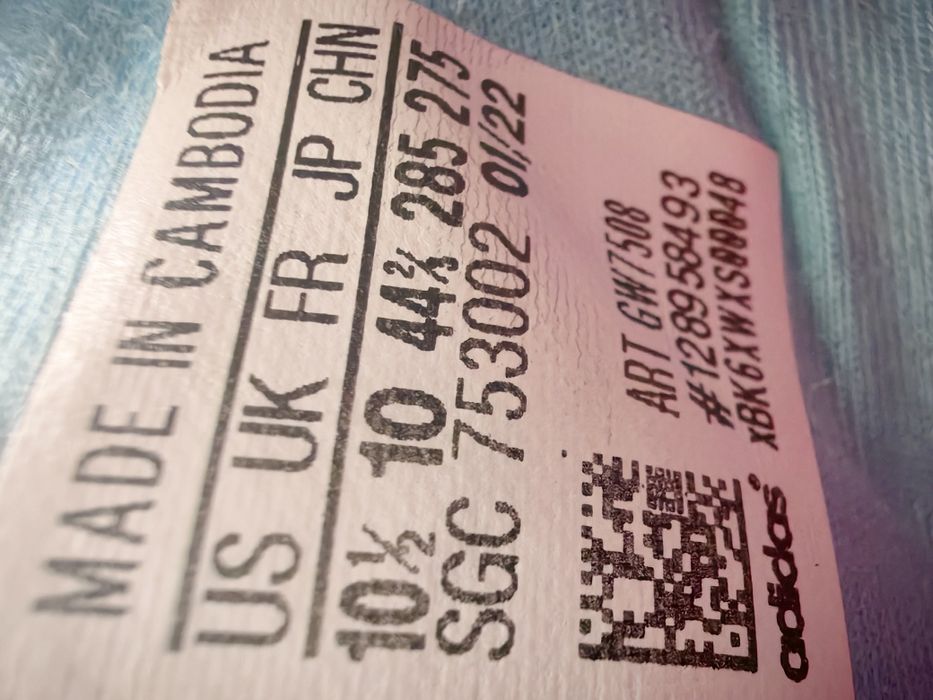 MADE IN CAMBODIA
US UK FR JP CHN
10½ 10 44⅔ 285 275
SGC 753002 01/22
ART GW7508
#1289584493
XBK6XWXS00048
adidas